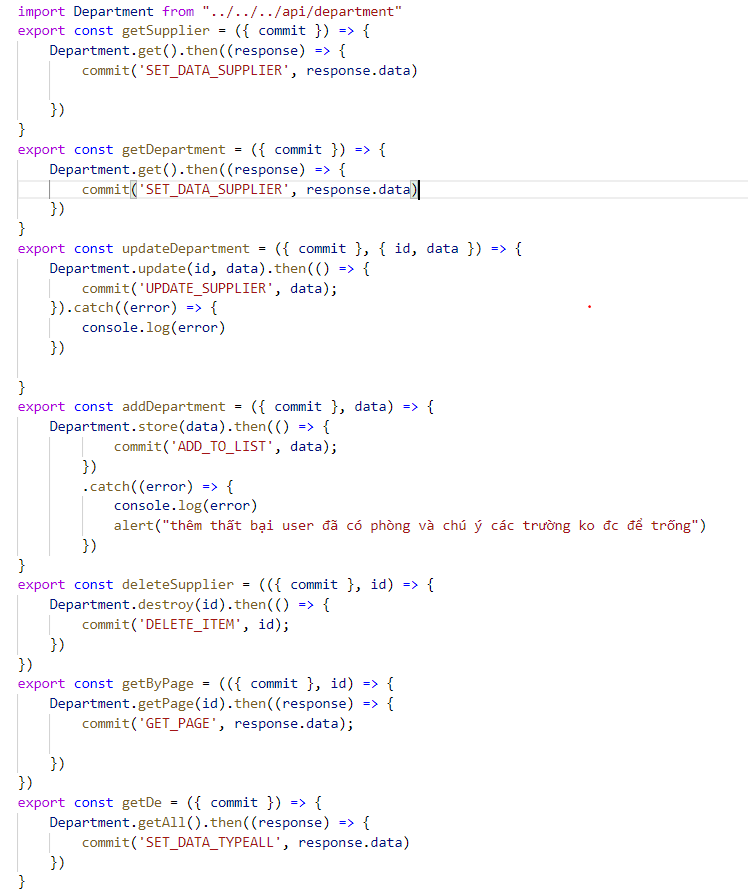 import Department from "../../../api/department"
export const getSupplier = ({ commit }) => {
    Department.get().then((response) => {
        commit('SET_DATA_SUPPLIER', response.data)
    })
}
export const getDepartment = ({ commit }) => {
    Department.get().then((response) => {
        commit('SET_DATA_SUPPLIER', response.data)
    })
}
export const updateDepartment = ({ commit }, { id, data }) => {
    Department.update(id, data).then(() => {
        commit('UPDATE_SUPPLIER', data);
    }).catch((error) => {
        console.log(error)
    })
}
export const addDepartment = ({ commit }, data) => {
    Department.store(data).then(() => {
            commit('ADD_TO_LIST', data);
        })
        .catch((error) => {
            console.log(error)
            alert("thêm thất bại user đã có phòng và chú ý các trường ko đc để trống")
        })
}
export const deleteSupplier = (({ commit }, id) => {
    Department.destroy(id).then(() => {
        commit('DELETE_ITEM', id);
    })
})
export const getByPage = (({ commit }, id) => {
    Department.getPage(id).then((response) => {
        commit('GET_PAGE', response.data);
    })
})
export const getDe = ({ commit }) => {
    Department.getAll().then((response) => {
        commit('SET_DATA_TYPEALL', response.data)
    })
}